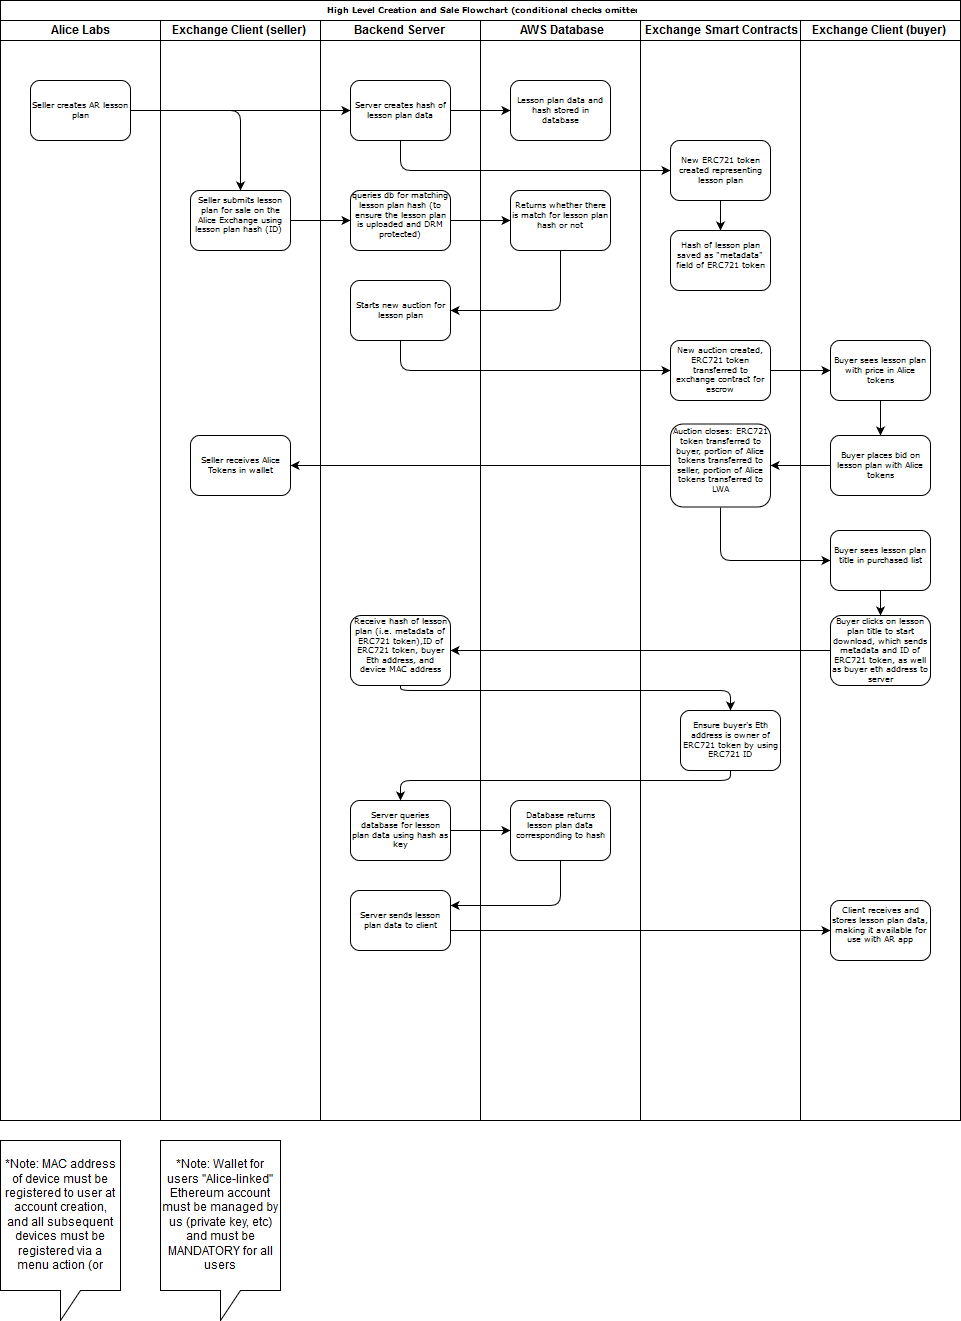 High Level Creation and Sale Flowchart (conditional checks omitte
Alice Labs
Exchange Client (seller)
Backend Server
AWS Database
Exchange Smart Contracts
Exchange Client (buyer)
Seller creates AR lesson
plan
Server creates hash of
lesson plan data
Lesson plan data and
hash stored in
database
New ERC721 token
created representing
lesson plan
Seller submits lesson
plan for sale on the
Alice Exchange using
lesson plan hash (ID)
queries db for matching
lesson plan hash (to
ensure the lesson plan
is uploaded and DRM
protected)
Returns whether there
is match for lesson plan
hash or not
Hash of lesson plan
saved as "metadata"
field of ERC721 token
Starts new auction for
lesson plan
New auction created,
ERC721 token
transferred to
exchange contract for
escrow
Buyer sees lesson plan
with price in Alice
tokens
Seller receives Alice
Tokens in wallet
Auction closes: ERC721
token transferred to
buyer, portion of Alice
tokens transferred to
seller, portion of Alice
tokens transferred to
LWA
Buyer places bid on
lesson plan with Alice
tokens
Buyer sees lesson plan
title in purchased list
Receive hash of lesson
plan (i.e. metadata of
ERC721 token),ID of
ERC721 token, buyer
Eth address, and
device MAC address
Buyer clicks on lesson
plan title to start
download, which sends
metadata and ID of
ERC721 token, as well
as buyer eth address to
server
Ensure buyer's Eth
address is owner of
ERC721 token by using
ERC721 ID
Server queries
database for lesson
plan data using hash as
key
Database returns
lesson plan data
corresponding to hash
Server sends lesson
plan data to client
Client receives and
stores lesson plan data,
making it available for
use with AR app
*Note: MAC address
of device must be
registered to user at
account creation,
and all subsequent
devices must be
registered via a
menu action (or
*Note: Wallet for
users "Alice-linked"
Ethereum account
must be managed by
us (private key, etc)
and must be
MANDATORY for all
users